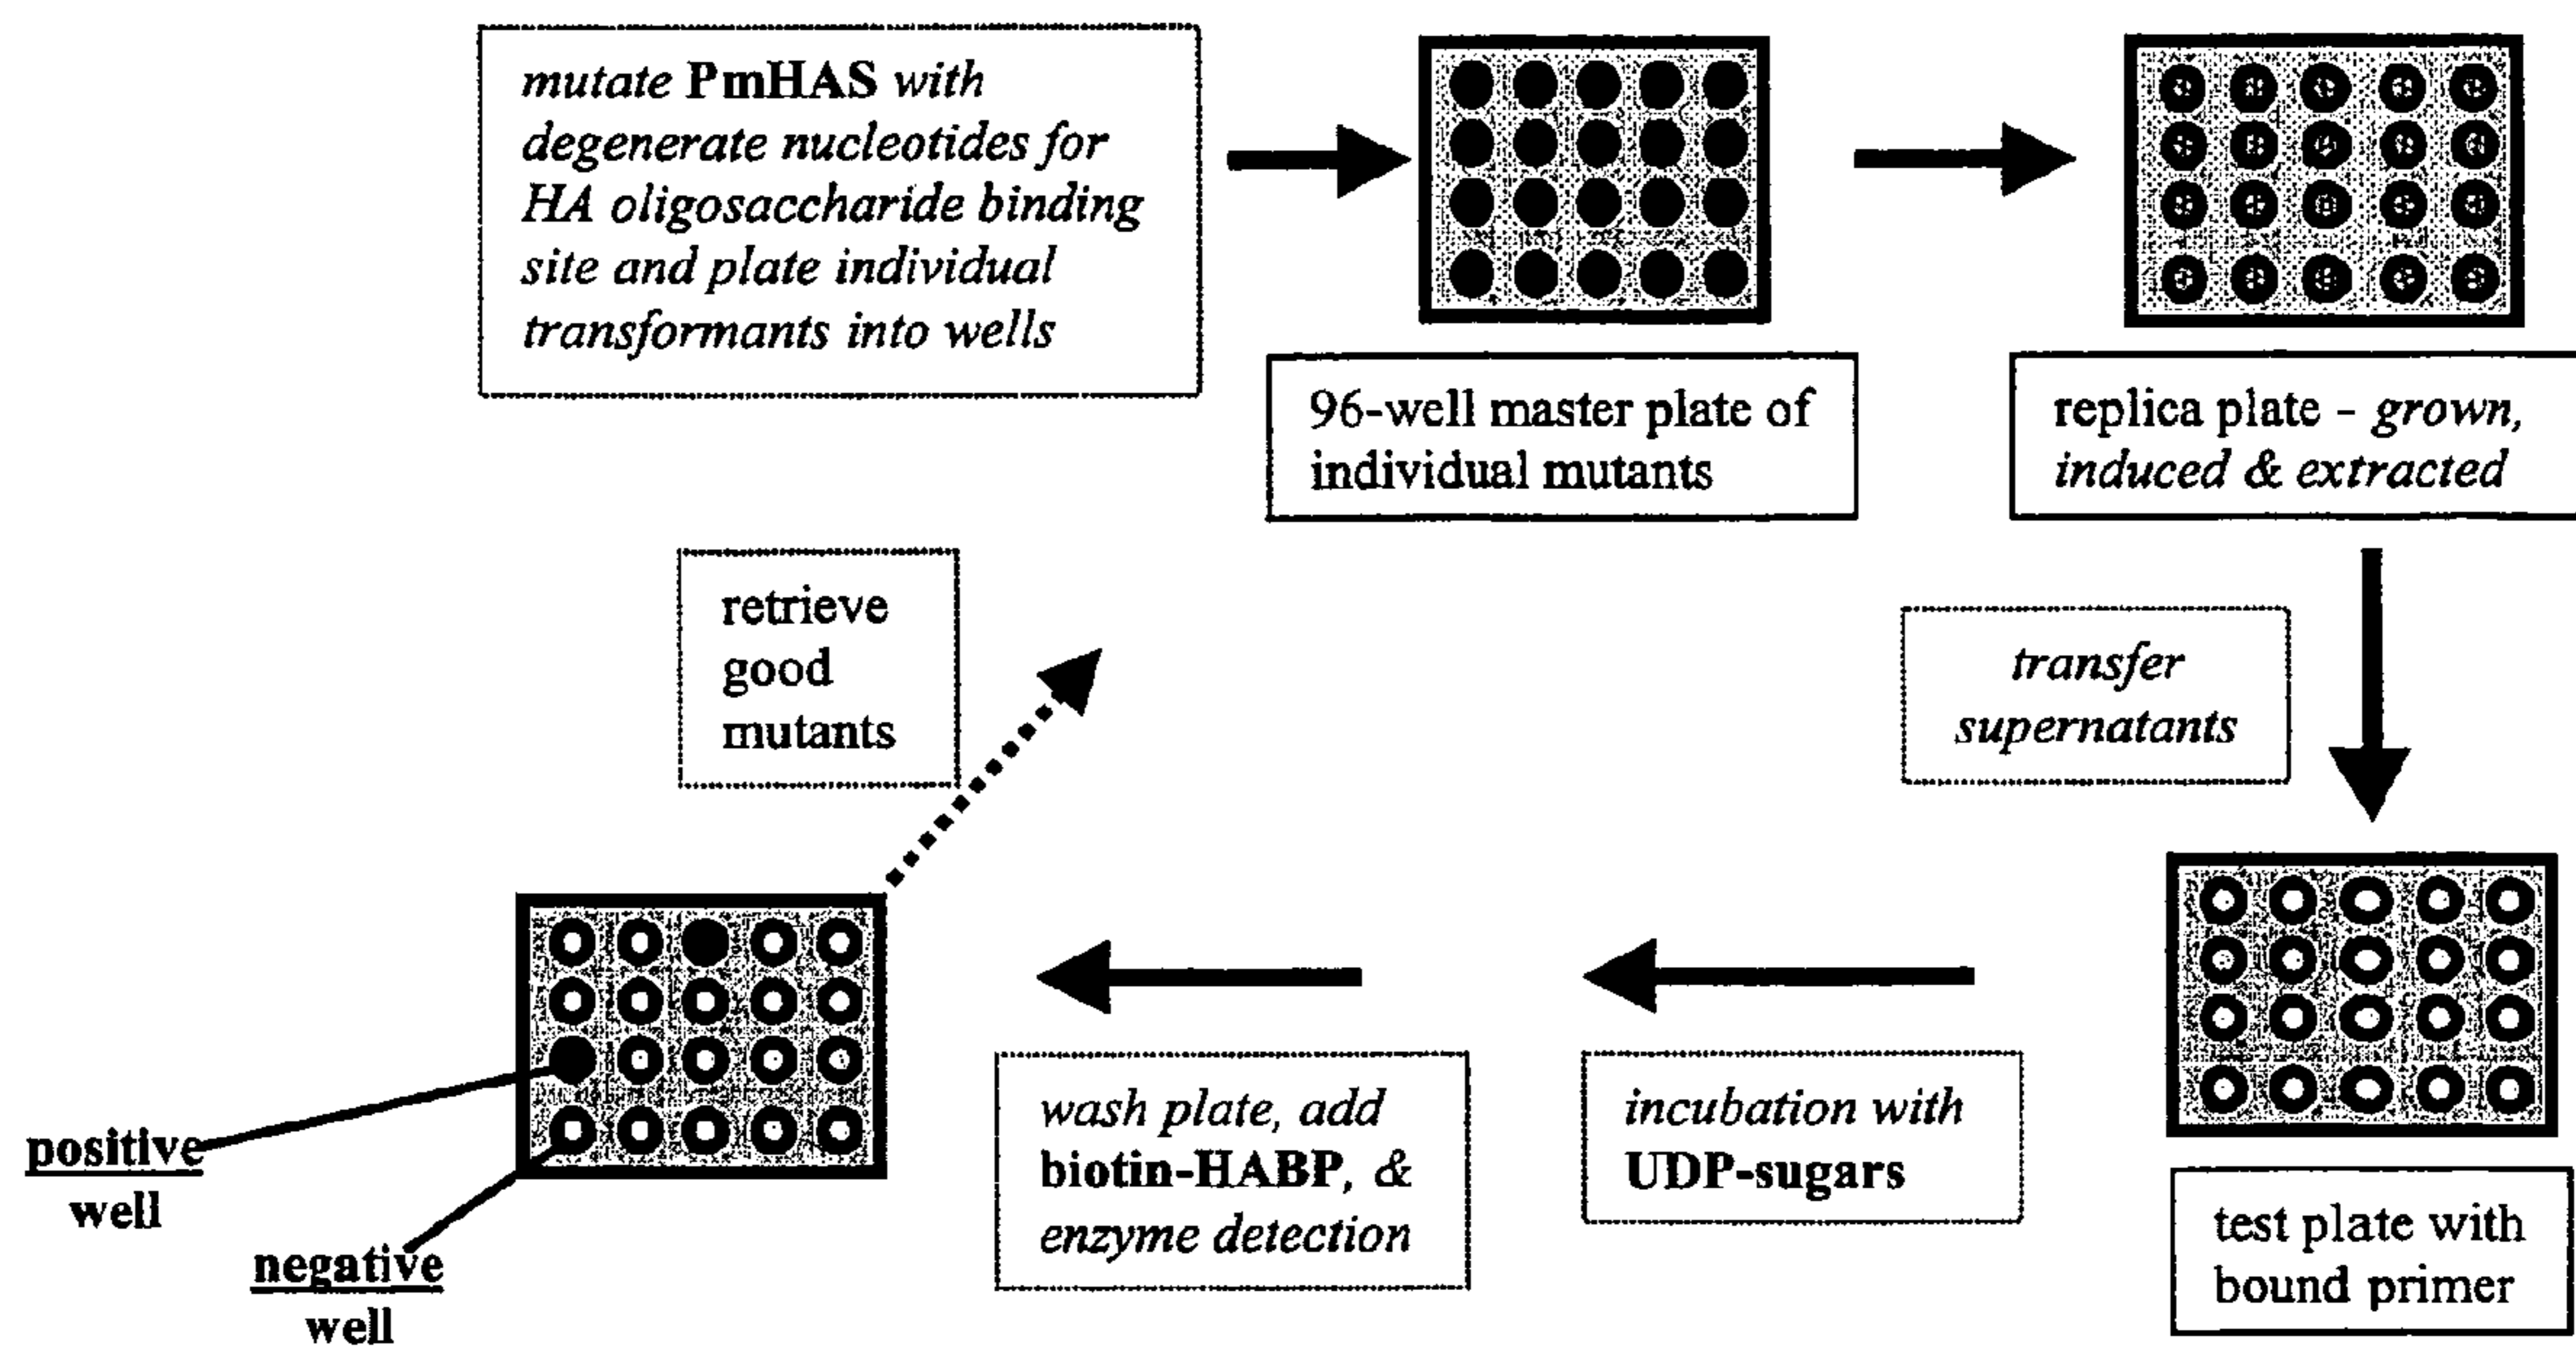 mutate PmHAS with
degenerate nucleotides for
HA oligosaccharide binding
site and plate individual
transformants into wells
96-well master plate of
individual mutants
replica plate - grown,
induced & extracted
transfer
supernatants
test plate with
bound primer
incubation with
UDP-sugars
wash plate, add
biotin-HABP, &
enzyme detection
retrieve
good
mutants
positive
well
negative
well